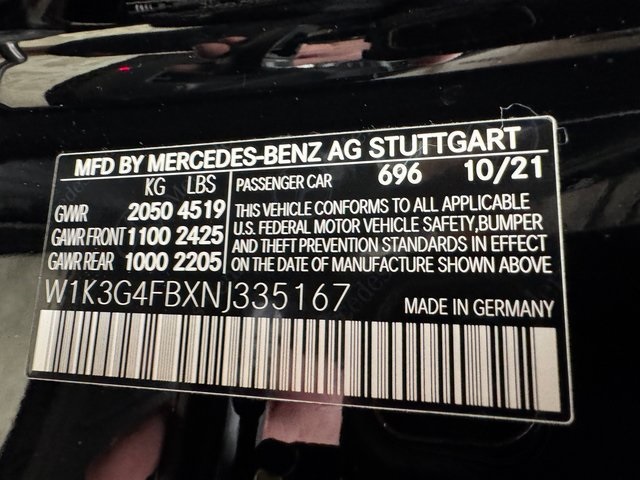 MFD BY MERCEDES-BENZ AG STUTTGART
KG LBS
GVWR 2050 4519
GAWR FRONT 1100 2425
GAWR REAR 1000 2205
PASSENGER CAR 696 10/21
THIS VEHICLE CONFORMS TO ALL APPLICABLE
U.S. FEDERAL MOTOR VEHICLE SAFETY,BUMPER
AND THEFT PREVENTION STANDARDS IN EFFECT
ON THE DATE OF MANUFACTURE SHOWN ABOVE
W1K3G4FBXNJ335167 MADE IN GERMANY